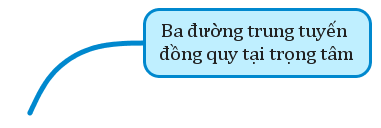 Ba đường trung tuyến
đồng quy tại trọng tâm